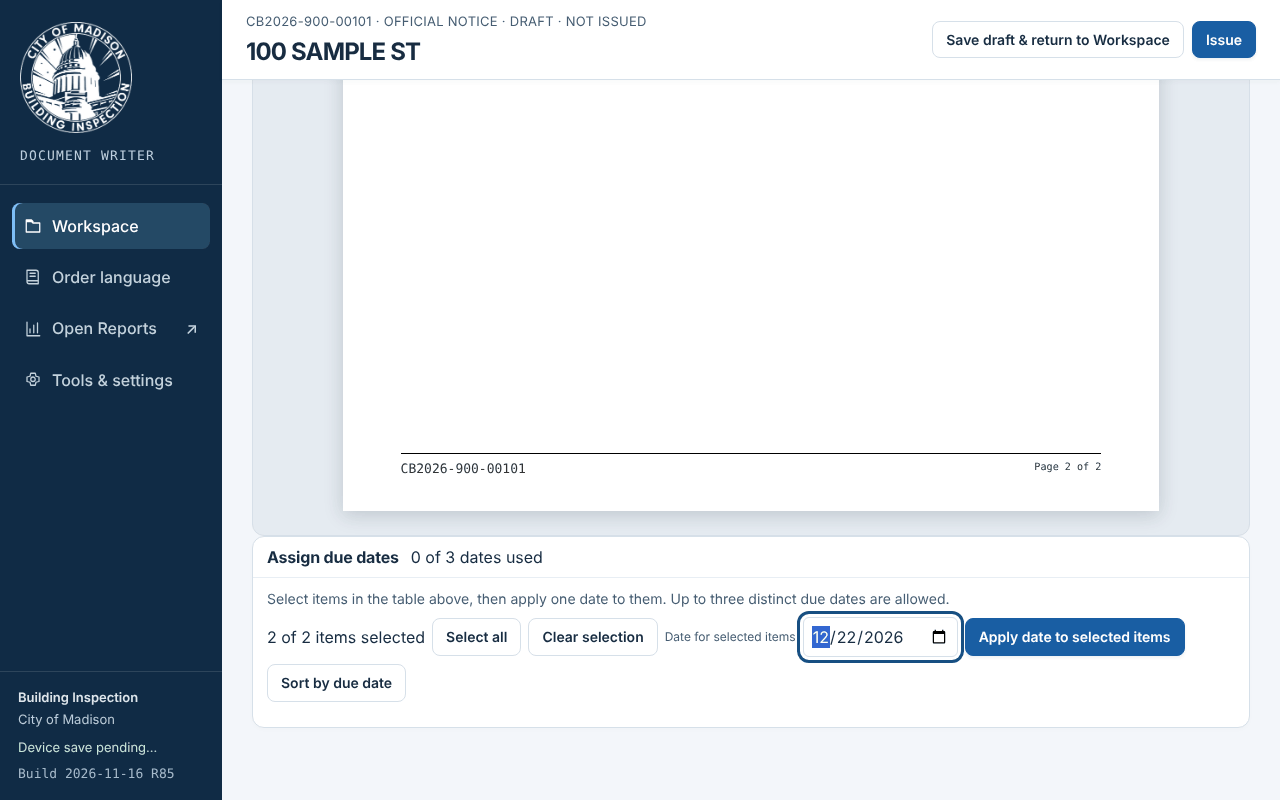 CITY OF MADISON
BUILDING INSPECTION
DOCUMENT WRITER
Workspace
Order language
Open Reports
Tools & settings
Building Inspection
City of Madison
Device save pending…
Build 2026-11-16 R85
CB2026-900-00101 · OFFICIAL NOTICE · DRAFT · NOT ISSUED
100 SAMPLE ST
Save draft & return to Workspace
Issue
CB2026-900-00101
Page 2 of 2
Assign due dates 0 of 3 dates used
Select items in the table above, then apply one date to them. Up to three distinct due dates are allowed.
2 of 2 items selected Select all Clear selection Date for selected items 12/22/2026 Apply date to selected items
Sort by due date